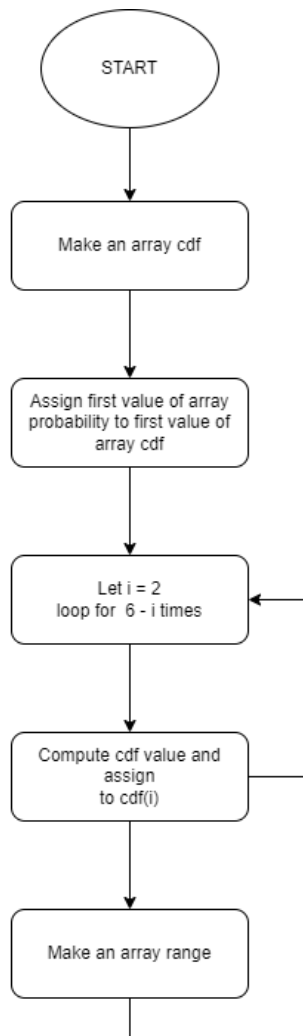 START
Make an array cdf
Assign first value of array
probability to first value of
array cdf
Let i = 2
loop for  6 - i times
Compute cdf value and
assign
to cdf(i)
Make an array range